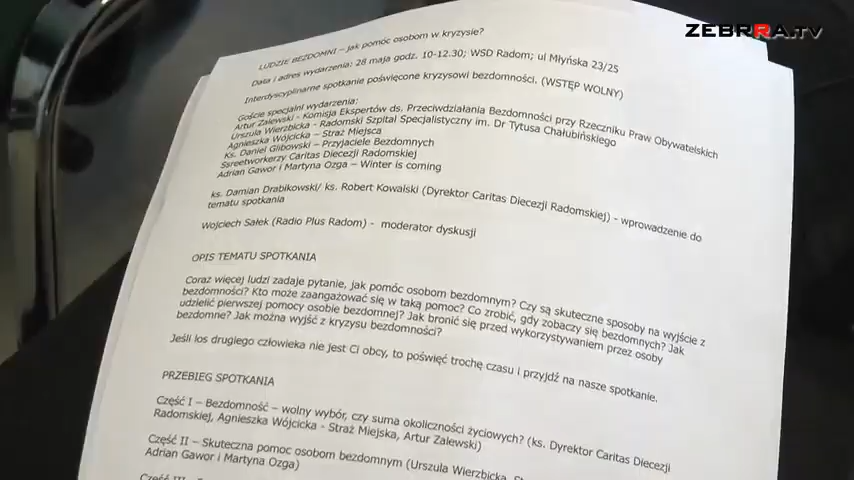 ZEBRRA.TV
LUDZIE BEZDOMNI – jak pomóc osobom w kryzysie?
Data i adres wydarzenia: 28 maja godz. 10-12.30; WSD Radom; ul Młyńska 23/25
Interdyscyplinarne spotkanie poświęcone kryzysowi bezdomności. (WSTĘP WOLNY)
Goście specjalni wydarzenia:
Artur Zalewski - Komisja Ekspertów ds. Przeciwdziałania Bezdomności przy Rzeczniku Praw Obywatelskich
Urszula Wierzbicka - Radomski Szpital Specjalistyczny im. Dr Tytusa Chałubińskiego
Agnieszka Wójcicka – Straż Miejsca
Ks. Daniel Glibowski – Przyjaciele Bezdomnych
Ssreetworkerzy Caritas Diecezji Radomskiej
Adrian Gawor i Martyna Ozga – Winter is coming
ks. Damian Drabikowski/ ks. Robert Kowalski (Dyrektor Caritas Diecezji Radomskiej) - wprowadzenie do
tematu spotkania
Wojciech Sałek (Radio Plus Radom) - moderator dyskusji
OPIS TEMATU SPOTKANIA
Coraz więcej ludzi zadaje pytanie, jak pomóc osobom bezdomnym? Czy są skuteczne sposoby na wyjście z
bezdomności? Kto może zaangażować się w taką pomoc? Co zrobić, gdy zobaczy się bezdomnych? Jak
udzielić pierwszej pomocy osobie bezdomnej? Jak bronić się przed wykorzystywaniem przez osoby
bezdomne? Jak można wyjść z kryzysu bezdomności?
Jeśli los drugiego człowieka nie jest Ci obcy, to poświęć trochę czasu i przyjdź na nasze spotkanie.
PRZEBIEG SPOTKANIA
Część I – Bezdomność – wolny wybór, czy suma okoliczności życiowych? (ks. Dyrektor Caritas Diecezji
Radomskiej, Agnieszka Wójcicka - Straż Miejska, Artur Zalewski)
Część II – Skuteczna pomoc osobom bezdomnym (Urszula Wierzbicka,
Adrian Gawor i Martyna Ozga)
Część III